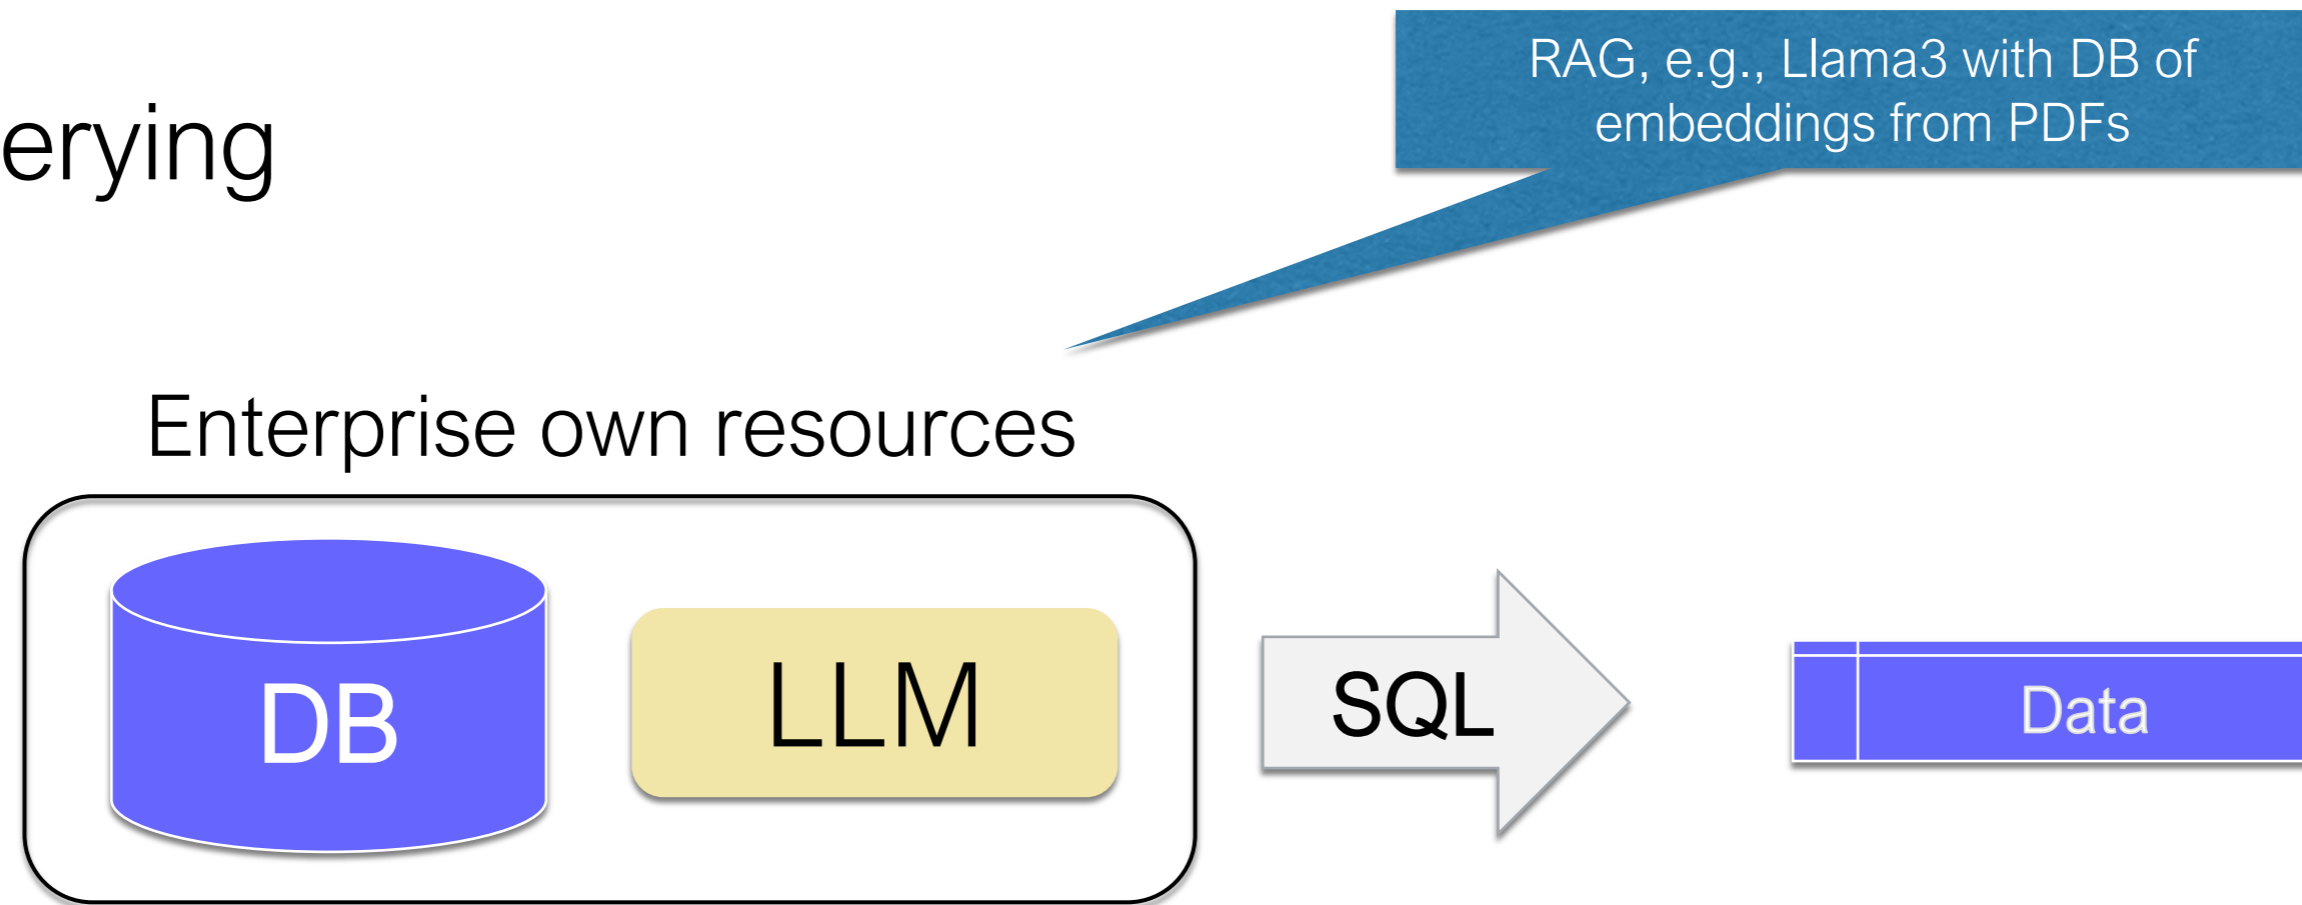 RAG, e.g., Llama3 with DB of
embeddings from PDFs
erying
Enterprise own resources
DB
LLM
SQL
Data